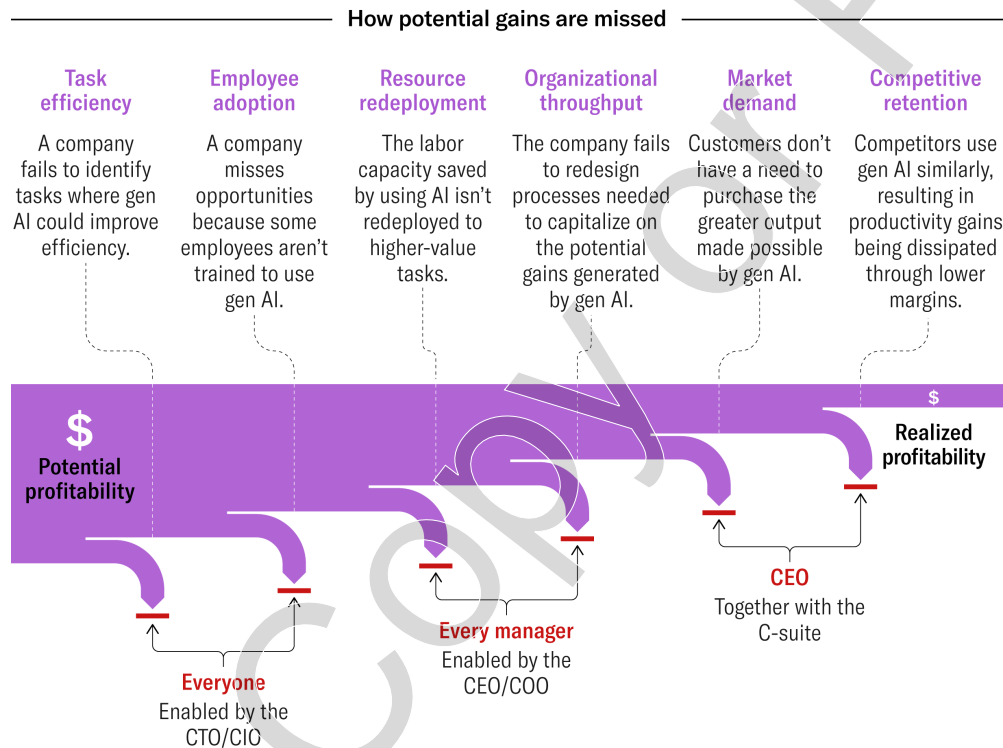 How potential gains are missed
Task
efficiency
A company
fails to identify
tasks where gen
AI could improve
efficiency.
Employee
adoption
A company
misses
opportunities
because some
employees aren't
trained to use
gen AI.
Resource
redeployment
The labor
capacity saved
by using AI isn't
redeployed to
higher-value
tasks.
Organizational
throughput
The company fails
to redesign
processes needed
to capitalize on
the potential
gains generated
by gen AI.
Market
demand
Customers don't
have a need to
purchase the
greater output
made possible
by gen AI.
Competitive
retention
Competitors use
gen AI similarly,
resulting in
productivity gains
being dissipated
through lower
margins.
$
Potential
profitability
$
Realized
profitability
CEO
Together with the
C-suite
Every manager
Enabled by the
CEO/COO
Everyone
Enabled by the
CTO/CIO
Copy or